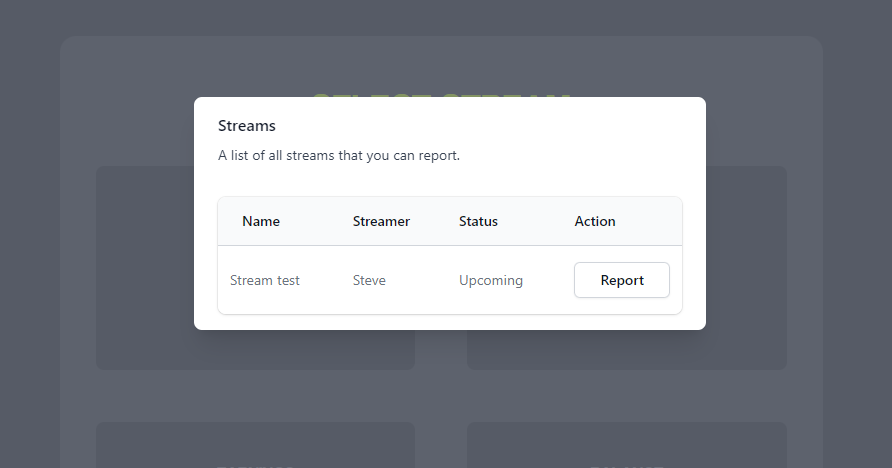 Streams
A list of all streams that you can report.
Name Streamer Status Action
Stream test Steve Upcoming Report